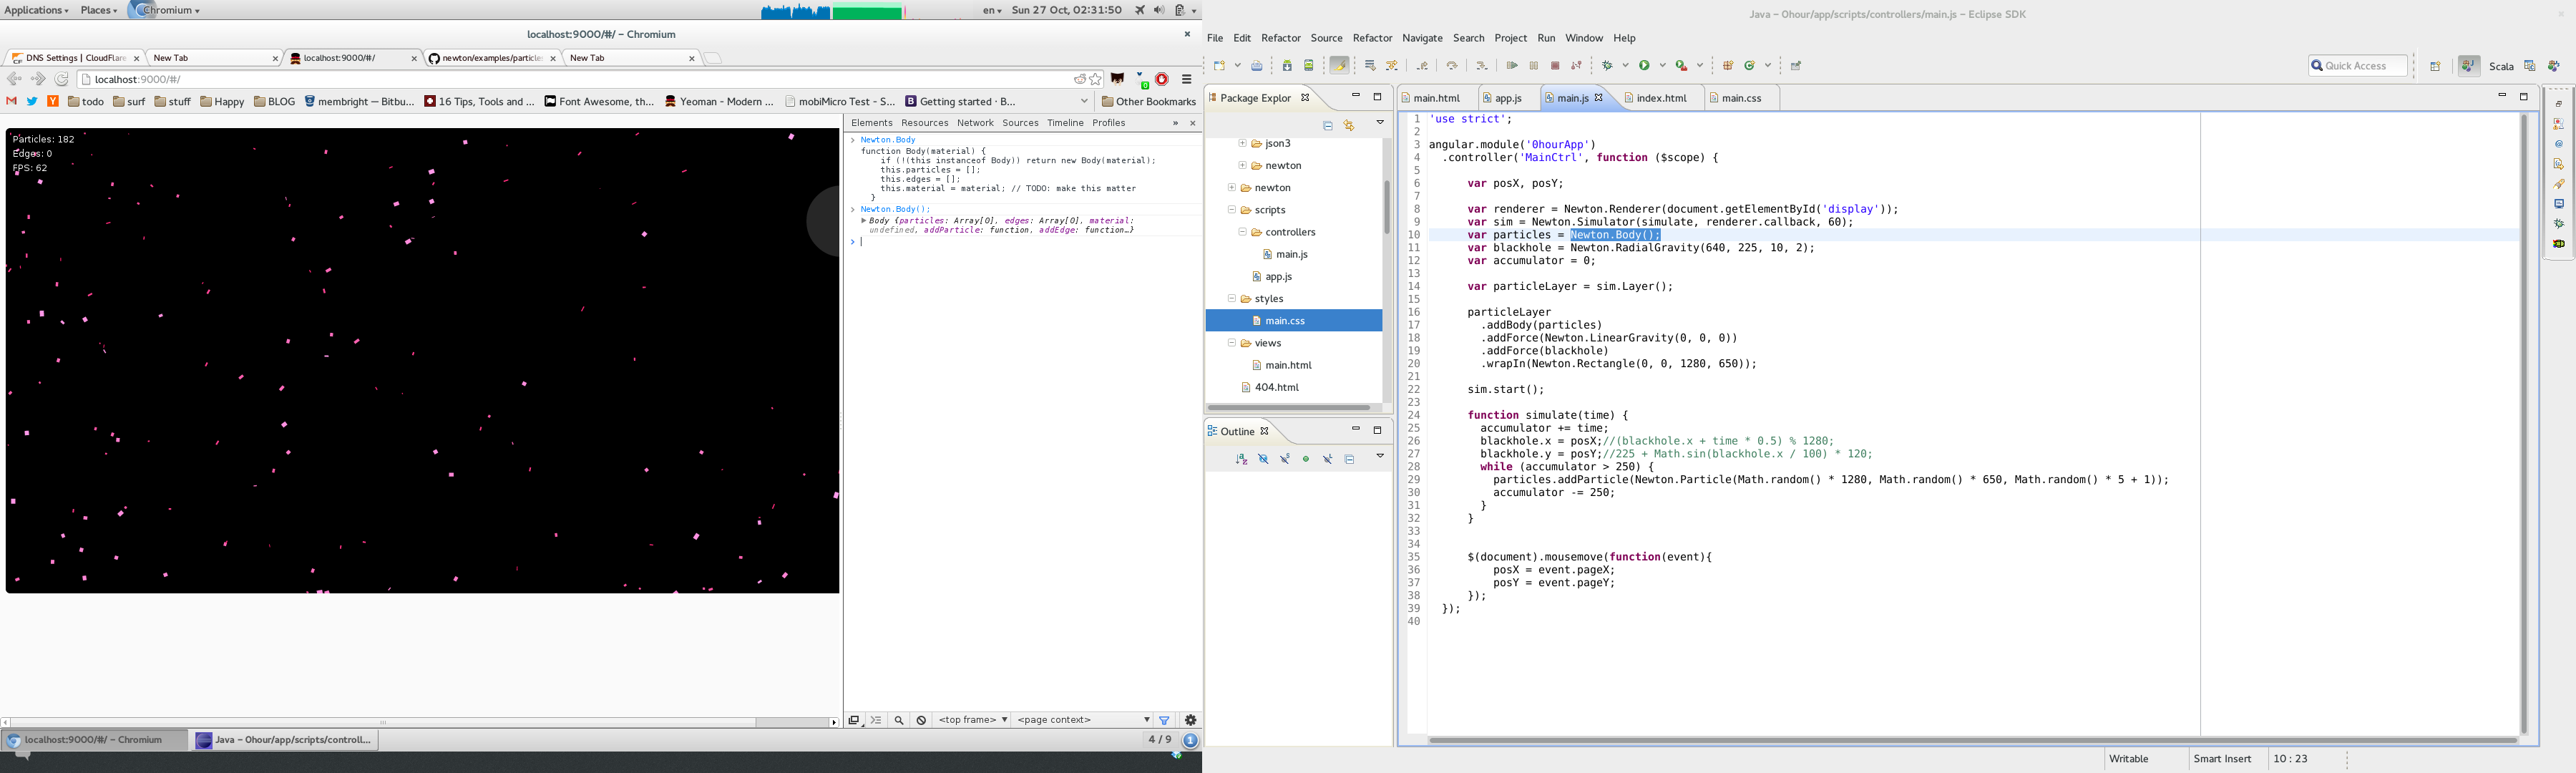 Applications Places Chromium en Sun 27 Oct, 02:31:50
localhost:9000/#/ – Chromium
DNS Settings | CloudFlare New Tab localhost:9000/#/ newton/examples/particle New Tab
localhost:9000/#/
todo surf stuff Happy BLOG membright — Bitbu... 16 Tips, Tools and ... Font Awesome, th... Yeoman - Modern ... mobiMicro Test - S... Getting started · B... Other Bookmarks
Particles: 182
Edges: 0
FPS: 62
Elements Resources Network Sources Timeline Profiles »
Newton.Body
function Body(material) {
if (!(this instanceof Body)) return new Body(material);
this.particles = [];
this.edges = [];
this.material = material; // TODO: make this matter
}
Newton.Body();
Body {particles: Array[0], edges: Array[0], material:
undefined, addParticle: function, addEdge: function…}
<top frame> <page context>
localhost:9000/#/ – Chromium Java – Ohour/app/scripts/controll... 4 / 9 1
Java – Ohour/app/scripts/controllers/main.js – Eclipse SDK
File Edit Refactor Source Refactor Navigate Search Project Run Window Help
Quick Access Scala
Package Explor
json3
newton
newton
scripts
controllers
main.js
app.js
styles
main.css
views
main.html
404.html
Outline
main.html app.js main.js index.html main.css
1 'use strict';
2
3 angular.module('0hourApp')
4 .controller('MainCtrl', function ($scope) {
5
6 var posX, posY;
7
8 var renderer = Newton.Renderer(document.getElementById('display'));
9 var sim = Newton.Simulator(simulate, renderer.callback, 60);
10 var particles = Newton.Body();
11 var blackhole = Newton.RadialGravity(640, 225, 10, 2);
12 var accumulator = 0;
13
14 var particleLayer = sim.Layer();
15
16 particleLayer
17 .addBody(particles)
18 .addForce(Newton.LinearGravity(0, 0, 0))
19 .addForce(blackhole)
20 .wrapIn(Newton.Rectangle(0, 0, 1280, 650));
21
22 sim.start();
23
24 function simulate(time) {
25 accumulator += time;
26 blackhole.x = posX;//(blackhole.x + time * 0.5) % 1280;
27 blackhole.y = posY;//225 + Math.sin(blackhole.x / 100) * 120;
28 while (accumulator > 250) {
29 particles.addParticle(Newton.Particle(Math.random() * 1280, Math.random() * 650, Math.random() * 5 + 1));
30 accumulator -= 250;
31 }
32 }
33
34
35 $(document).mousemove(function(event){
36 posX = event.pageX;
37 posY = event.pageY;
38 });
39 });
40
Writable Smart Insert 10 : 23